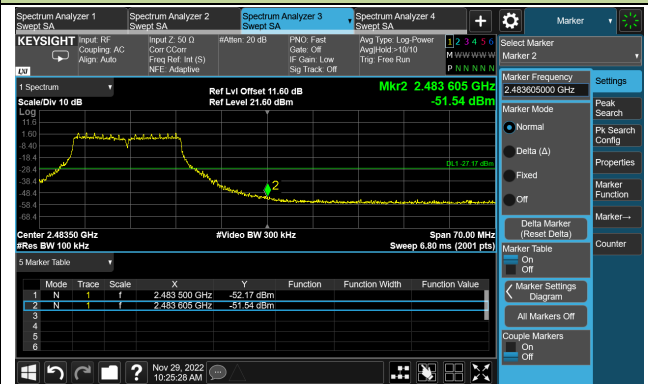 Spectrum Analyzer 1
Swept SA
Spectrum Analyzer 2
Swept SA
Spectrum Analyzer 3
Swept SA
Spectrum Analyzer 4
Swept SA
Marker
KEYSIGHT
LXI
Input: RF
Coupling: AC
Align: Auto
Input Z: 50 Ω
Corr CCorr
Freq Ref: Int (S)
NFE: Adaptive
#Atten: 20 dB
PNO: Fast
Gate: Off
IF Gain: Low
Sig Track: Off
Avg Type: Log-Power
Avg|Hold:>10/10
Trig: Free Run
1 2 3 4 5 6
M W W W W W
P N N N N N
Select Marker
Marker 2
1 Spectrum
Scale/Div 10 dB
Ref Lvl Offset 11.60 dB
Ref Level 21.60 dBm
Mkr2 2.483 605 GHz
-51.54 dBm
Log
11.6
1.60
-8.40
-18.4
-28.4
-38.4
-48.4
-58.4
-68.4
DL1 -27.17 dBm
2
Center 2.48350 GHz
#Res BW 100 kHz
#Video BW 300 kHz
Span 70.00 MHz
Sweep 6.80 ms (2001 pts)
5 Marker Table
Mode Trace Scale X Y Function Function Width Function Value
1 N 1 f 2.483 500 GHz -52.17 dBm
2 N 1 f 2.483 605 GHz -51.54 dBm
3
4
5
6
Marker Frequency
2.483605000 GHz
Marker Mode
Normal
Delta (Δ)
Fixed
Off
Delta Marker
(Reset Delta)
Marker Table
On
Off
Marker Settings
Diagram
All Markers Off
Couple Markers
On
Off
Settings
Peak
Search
Pk Search
Config
Properties
Marker
Function
Marker→
Counter
Nov 29, 2022
10:25:28 AM